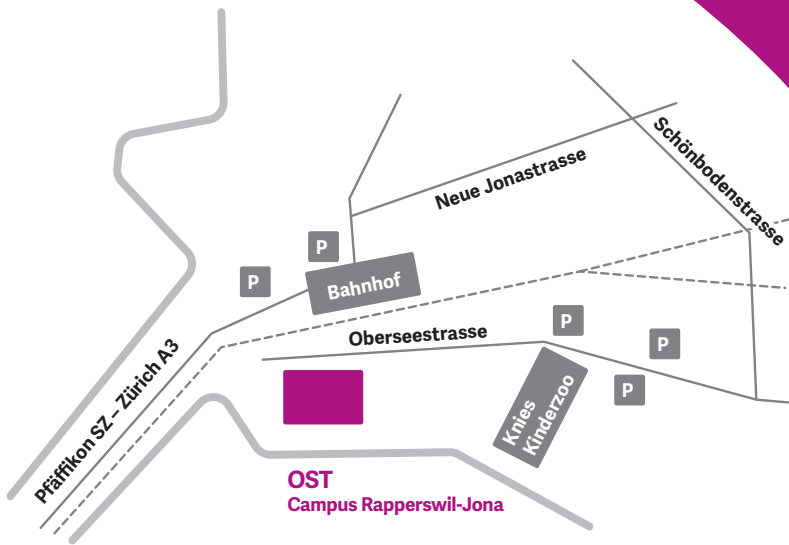 Schönbodenstrasse
Neue Jonastrasse
P
P
Bahnhof
P
Oberseestrasse
P
P
Pfäffikon SZ – Zürich A3
Knies
Kinderzoo
OST
Campus Rapperswil-Jona